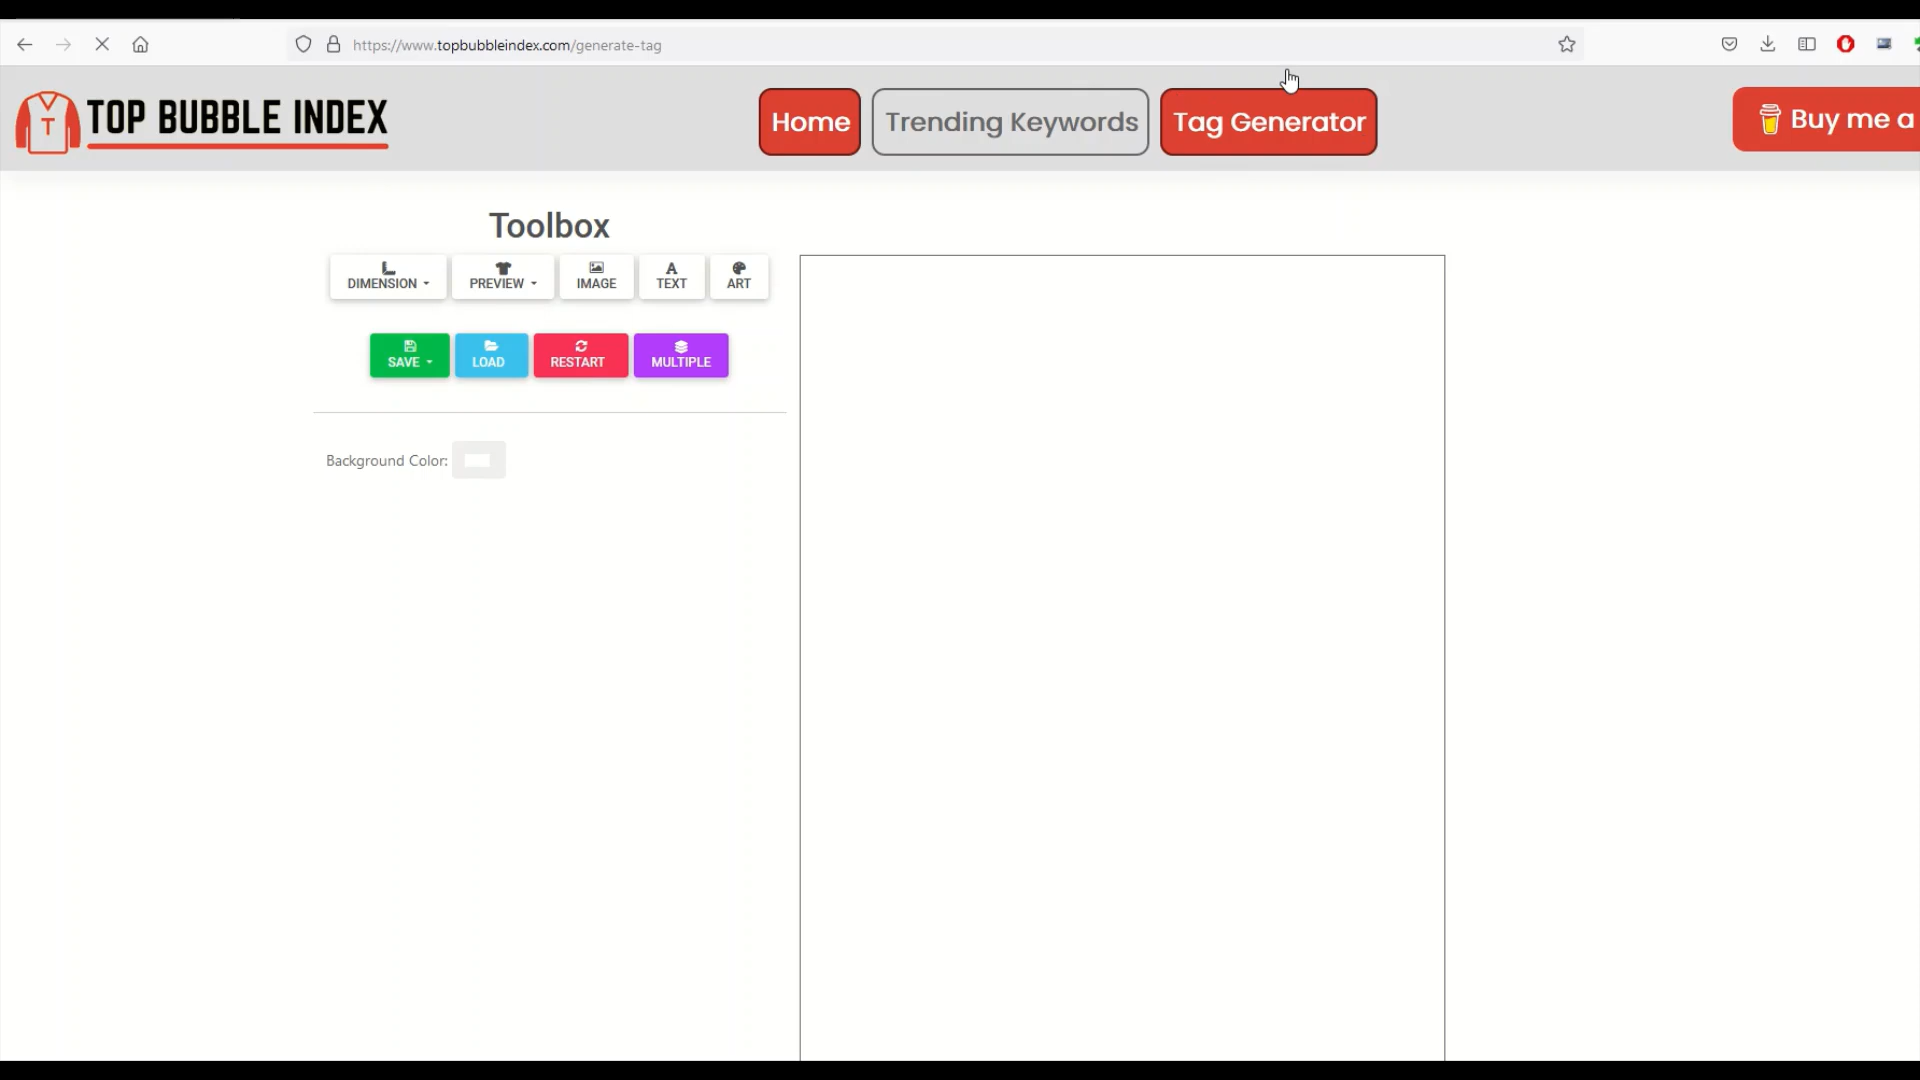 https://www.topbubbleindex.com/generate-tag
T TOP BUBBLE INDEX
Home
Trending Keywords
Tag Generator
Buy me a
Toolbox
DIMENSION
PREVIEW
IMAGE
A
TEXT
ART
SAVE
LOAD
RESTART
MULTIPLE
Background Color: